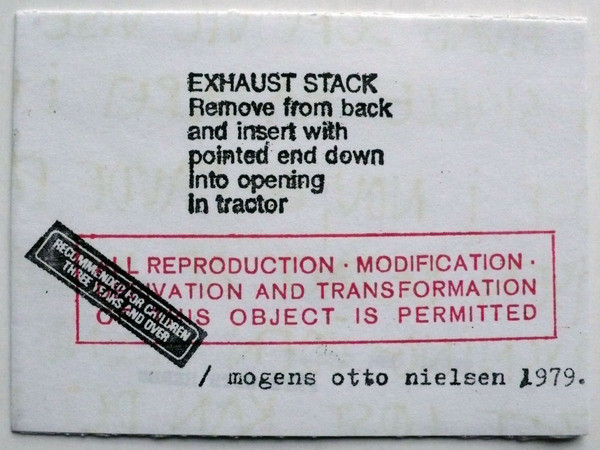 EXHAUST STACK
Remove from back
and insert with
pointed end down
into opening
in tractor
RECOMMENDED FOR CHILDREN
THREE YEARS AND OVER
ALL REPRODUCTION · MODIFICATION ·
AND TRANSFORMATION
OBJECT IS PERMITTED
/ mogens otto nielsen 1979.